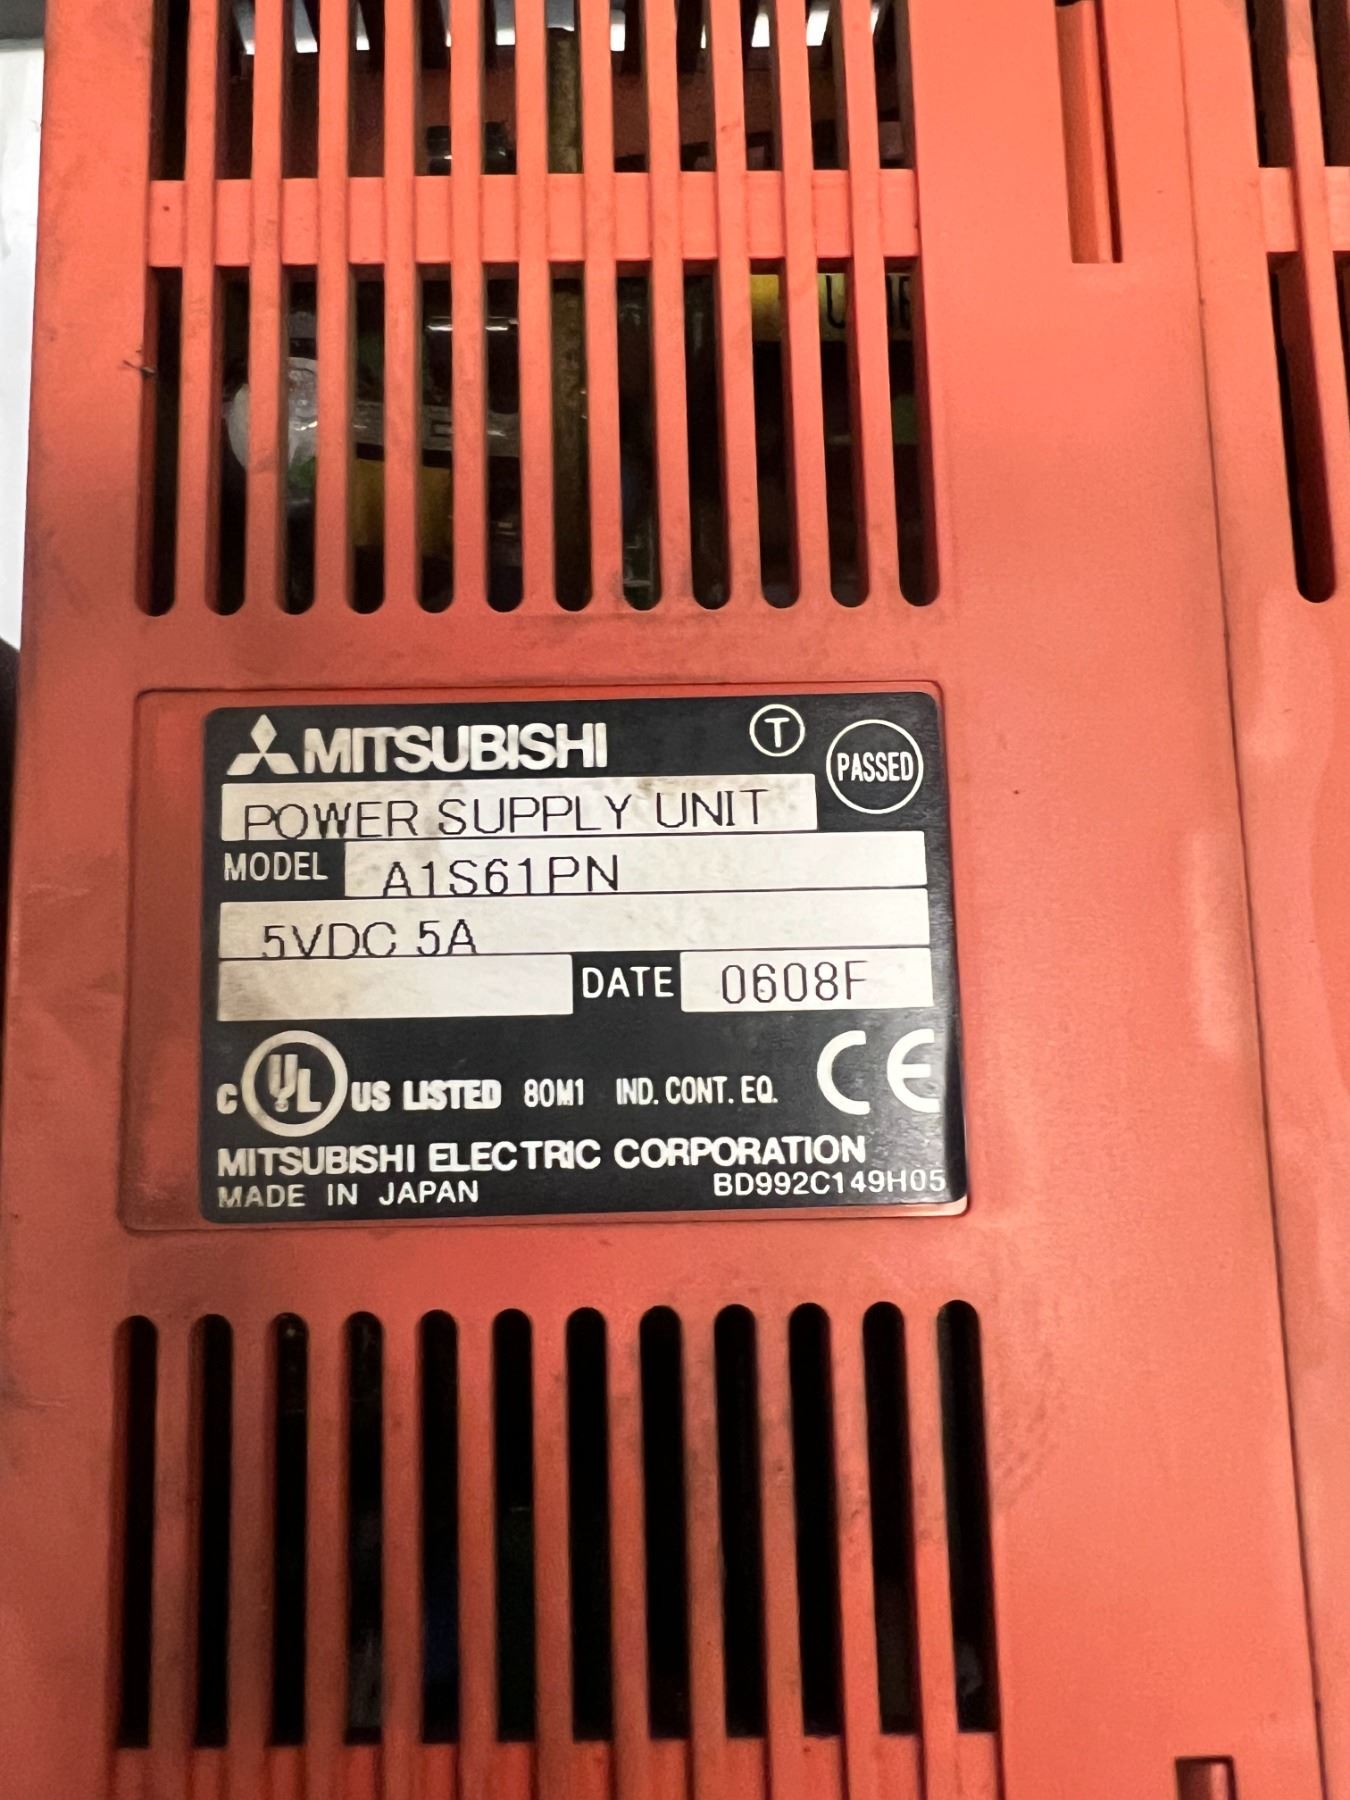 MITSUBISHI T PASSED
POWER SUPPLY UNIT
MODEL A1S61PN
5VDC 5A
DATE 0608F
C UL US LISTED 80M1 IND. CONT. EQ. CE
MITSUBISHI ELECTRIC CORPORATION
MADE IN JAPAN BD992C149H05